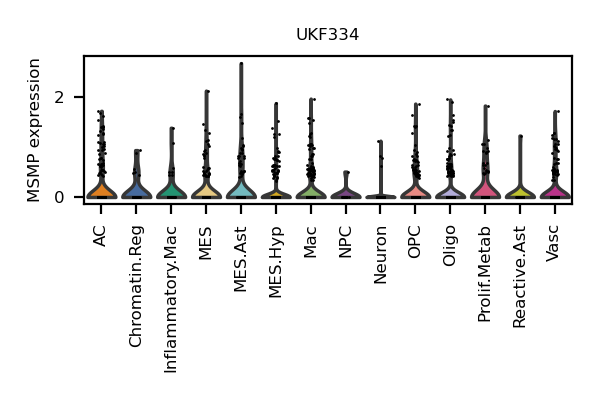 UKF334
MSMP expression
2
0
AC
Chromatin.Reg
Inflammatory.Mac
MES
MES.Ast
MES.Hyp
Mac
NPC
Neuron
OPC
Oligo
Prolif.Metab
Reactive.Ast
Vasc